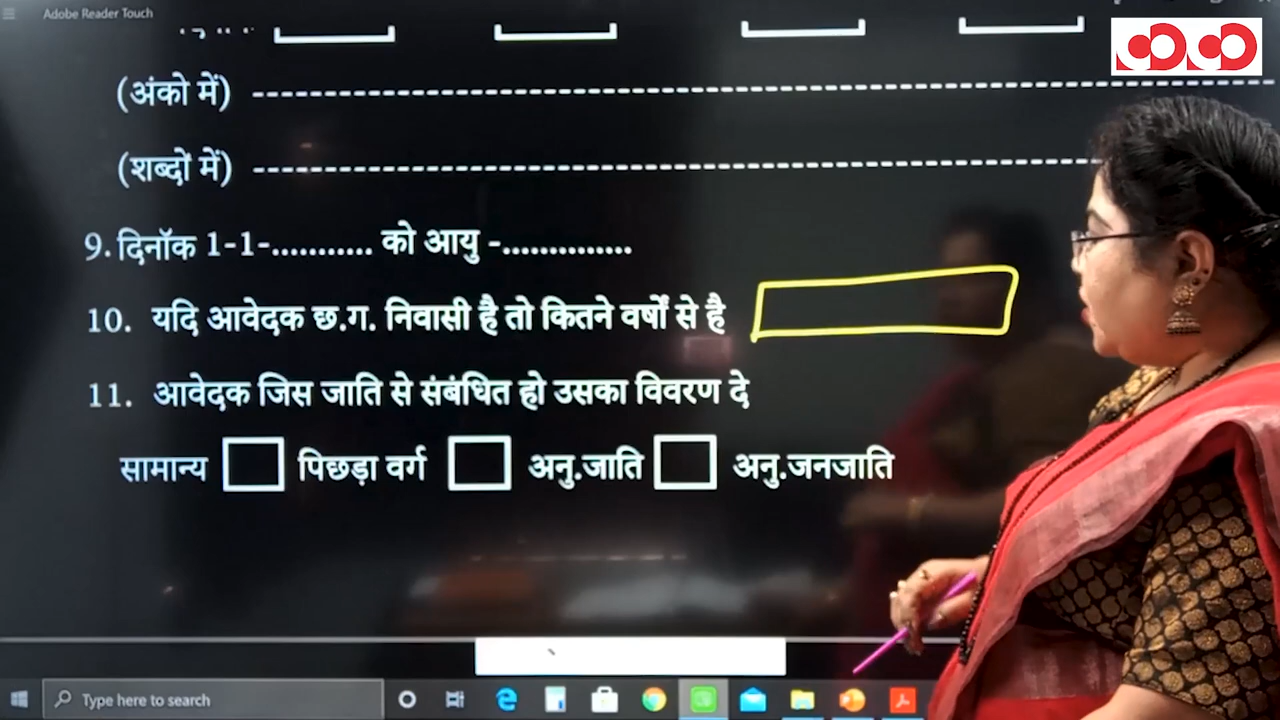 Adobe Reader Touch
(अंको में) ------------------------------------------------
(शब्दों में) ------------------------------------------------
9. दिनॉक 1-1-........... को आयु -..............
10. यदि आवेदक छ.ग. निवासी है तो कितने वर्षों से है
11. आवेदक जिस जाति से संबंधित हो उसका विवरण दे
सामान्य पिछड़ा वर्ग अनु.जाति अनु.जनजाति
Type here to search